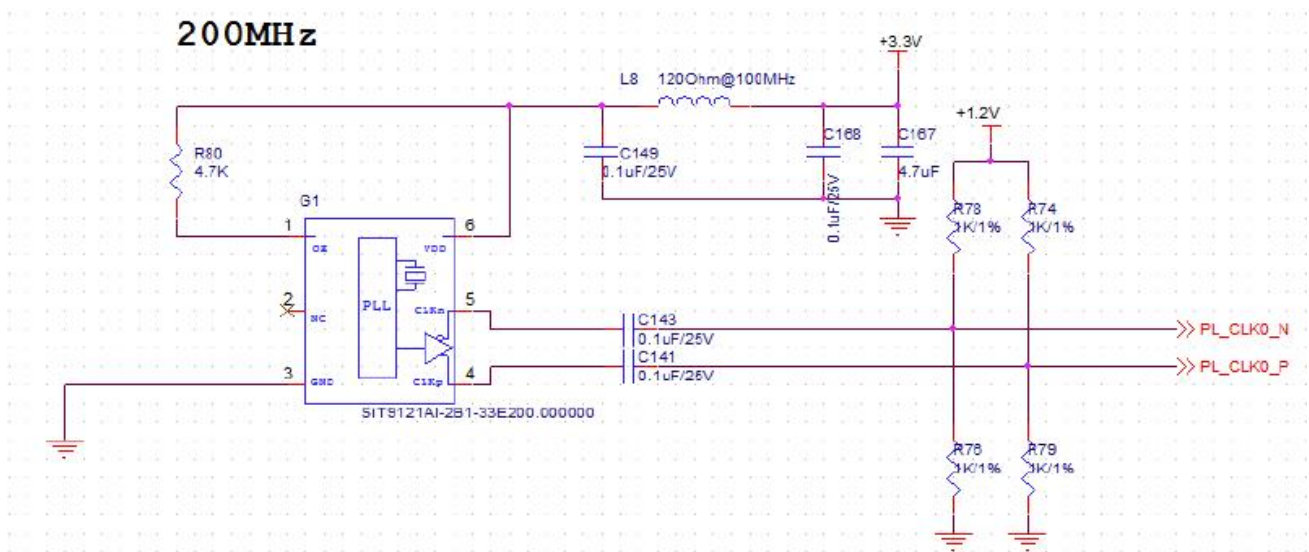 200MHz
+3.3V
L8 120Ohm@100MHz
+1.2V
R80
4.7K
C149
0.1uF/25V
C168
0.1uF/25V
C167
4.7uF
G1
R78
1K/1%
R74
1K/1%
1
OE
6
VDD
2
NC
PLL
CLKn
5
C143
0.1uF/25V
PL_CLK0_N
3
GND
CLKp
4
C141
0.1uF/25V
PL_CLK0_P
SIT9121AI-2B1-33E200.000000
R76
1K/1%
R79
1K/1%